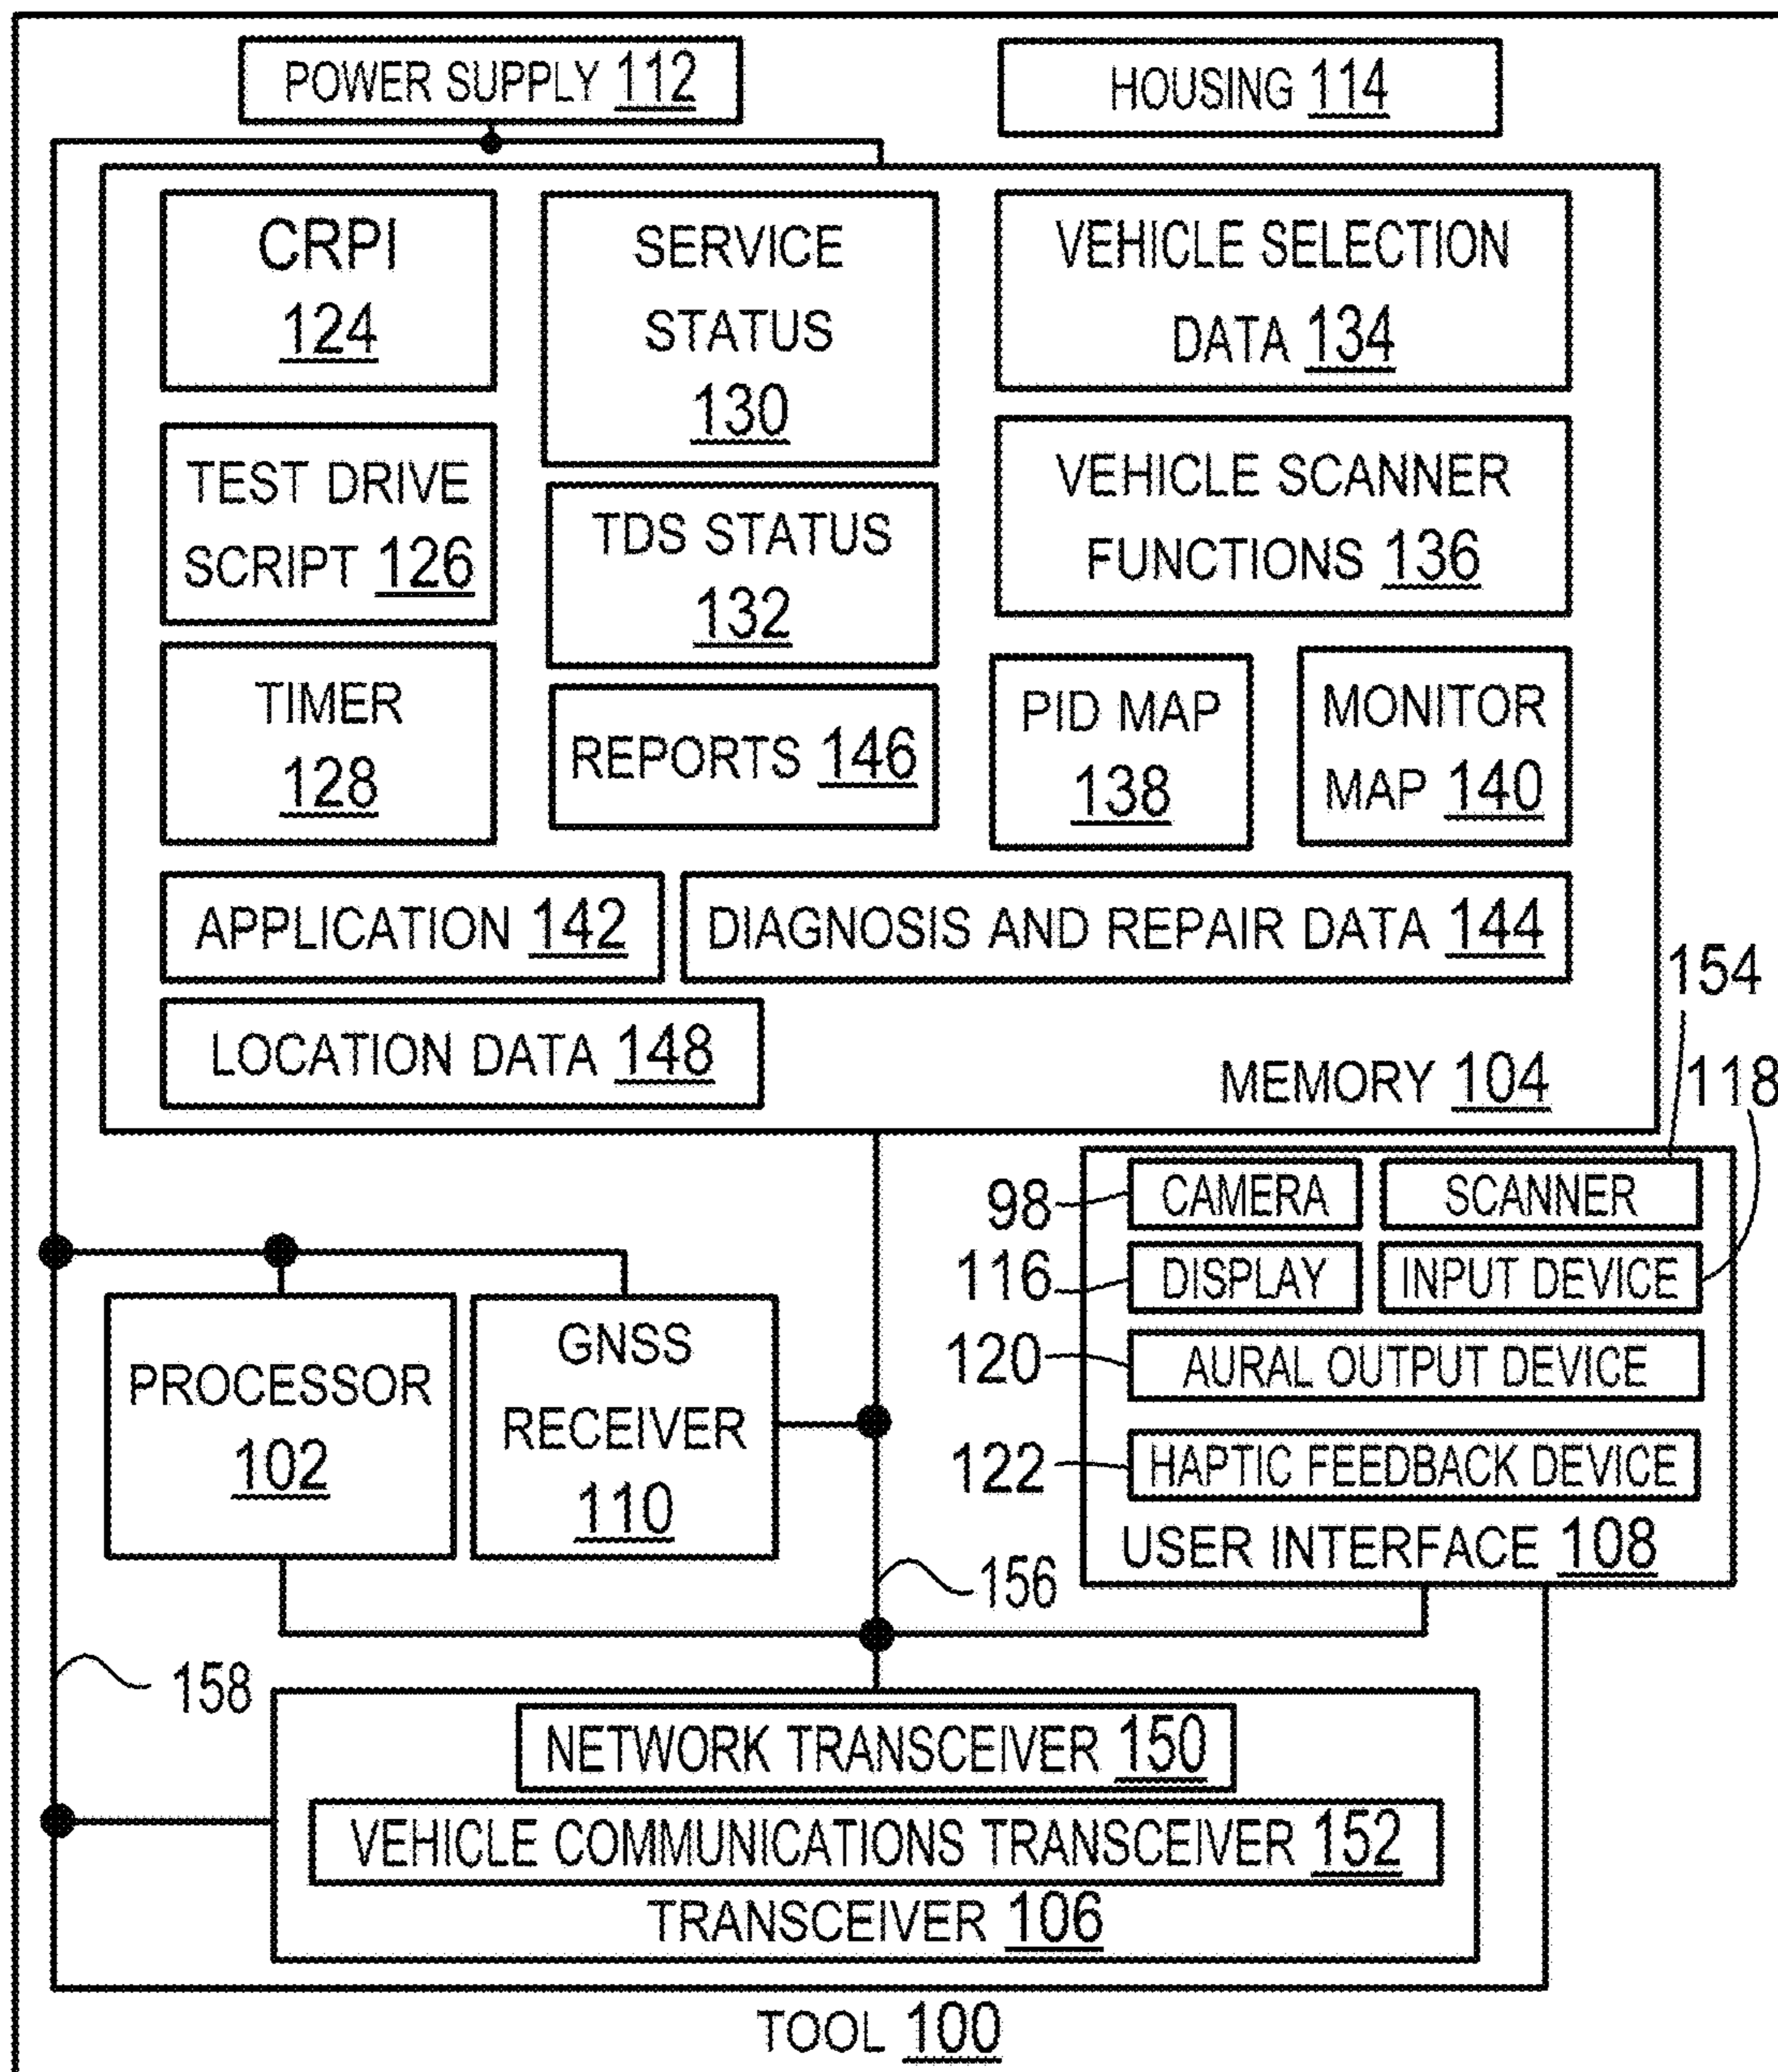 POWER SUPPLY 112
HOUSING 114
CRPI
124
SERVICE
STATUS
130
VEHICLE SELECTION
DATA 134
TEST DRIVE
SCRIPT 126
TDS STATUS
132
VEHICLE SCANNER
FUNCTIONS 136
TIMER
128
REPORTS 146
PID MAP
138
MONITOR
MAP 140
APPLICATION 142
DIAGNOSIS AND REPAIR DATA 144
LOCATION DATA 148
MEMORY 104
154
118
98
CAMERA
SCANNER
116
DISPLAY
INPUT DEVICE
120
AURAL OUTPUT DEVICE
122
HAPTIC FEEDBACK DEVICE
USER INTERFACE 108
PROCESSOR
102
GNSS
RECEIVER
110
156
158
NETWORK TRANSCEIVER 150
VEHICLE COMMUNICATIONS TRANSCEIVER 152
TRANSCEIVER 106
TOOL 100